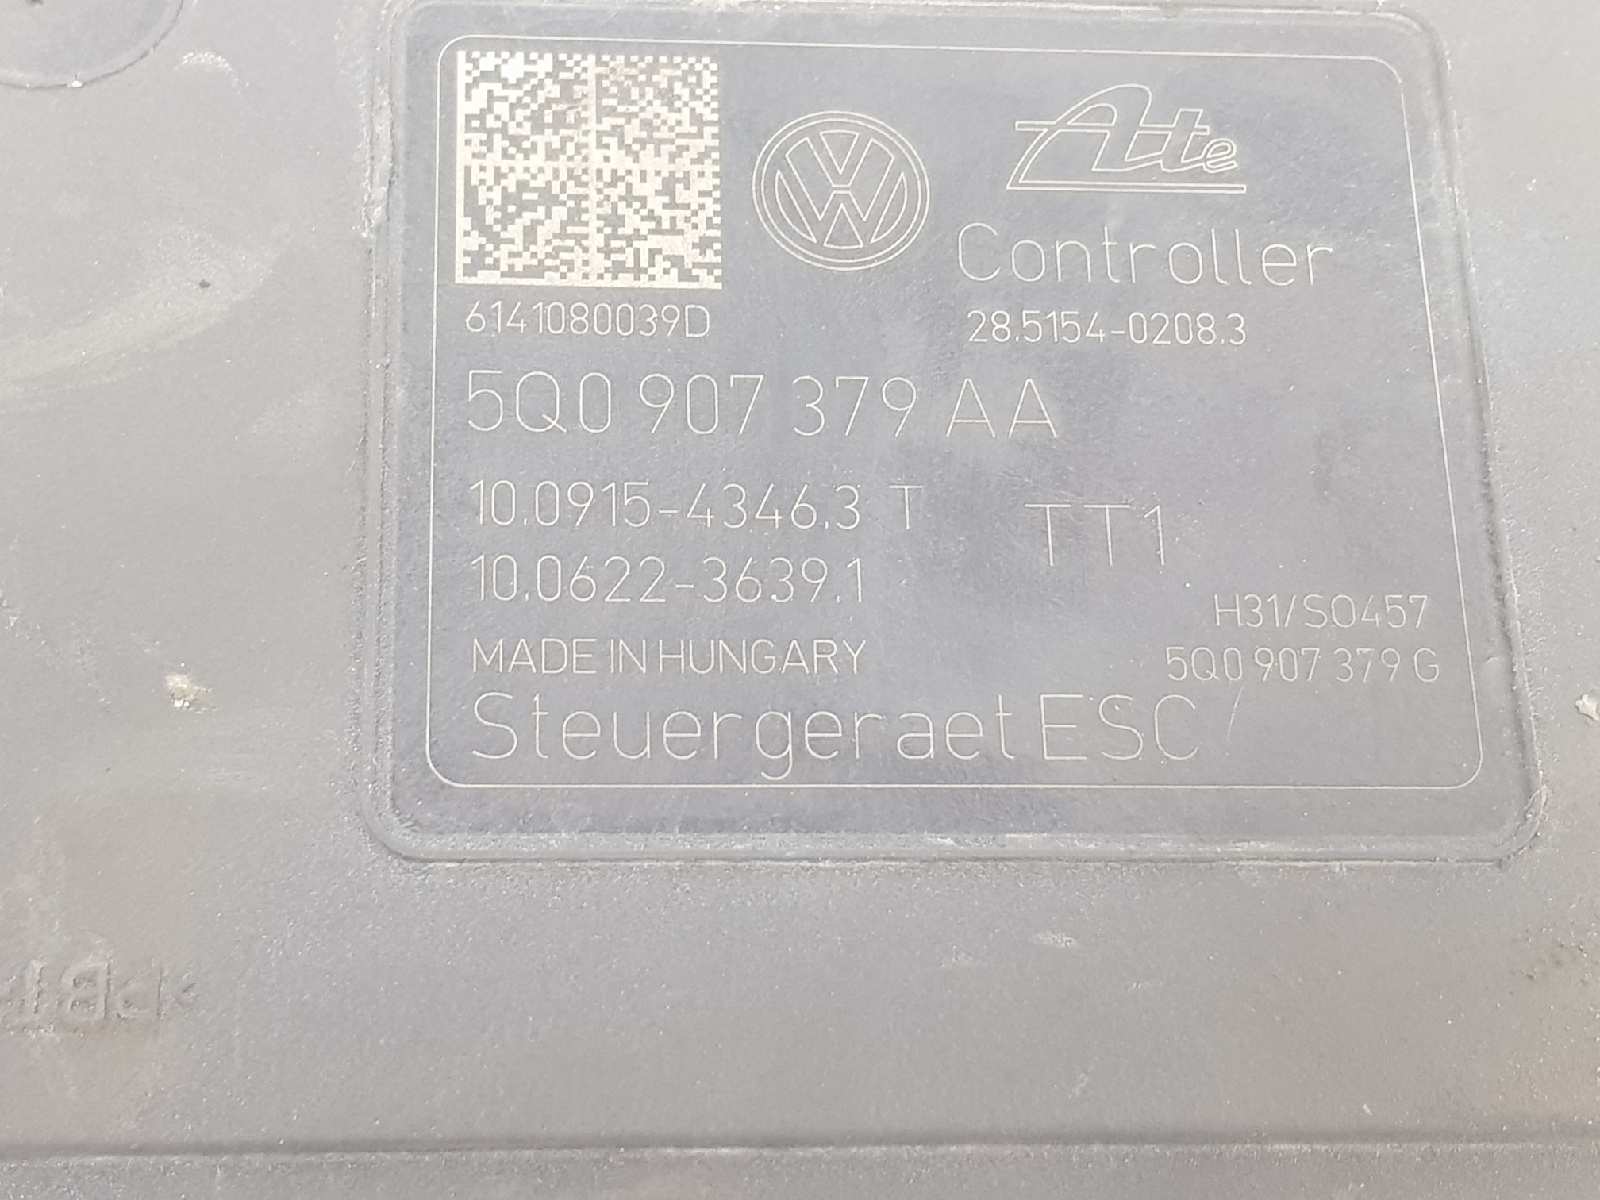 Ate
Controller
6141080039D
28.5154-0208.3
5Q0 907 379 AA
10.0915-4346.3 T
TT1
10.0622-3639.1
H31/S0457
MADE IN HUNGARY
5Q0 907 379 G
Steuergeraet ESC